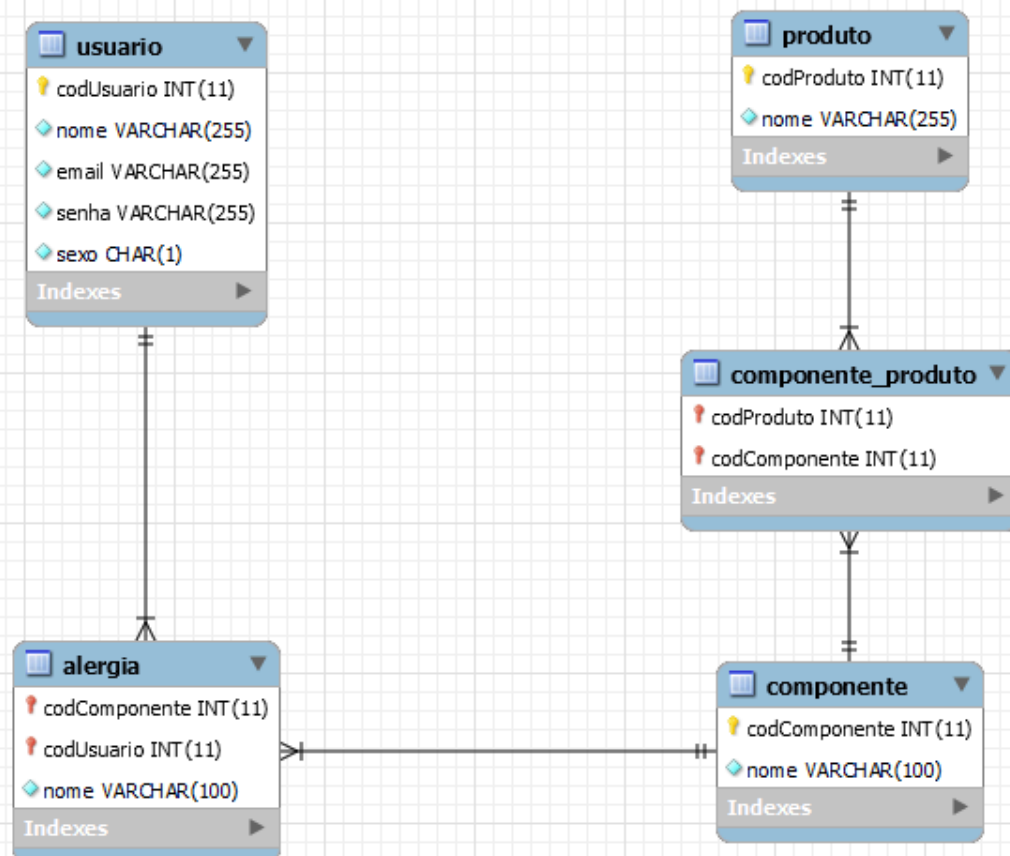 usuario
codUsuario INT(11)
nome VARCHAR(255)
email VARCHAR(255)
senha VARCHAR(255)
sexo CHAR(1)
Indexes
produto
codProduto INT(11)
nome VARCHAR(255)
Indexes
componente_produto
codProduto INT(11)
codComponente INT(11)
Indexes
alergia
codComponente INT(11)
codUsuario INT(11)
nome VARCHAR(100)
Indexes
componente
codComponente INT(11)
nome VARCHAR(100)
Indexes